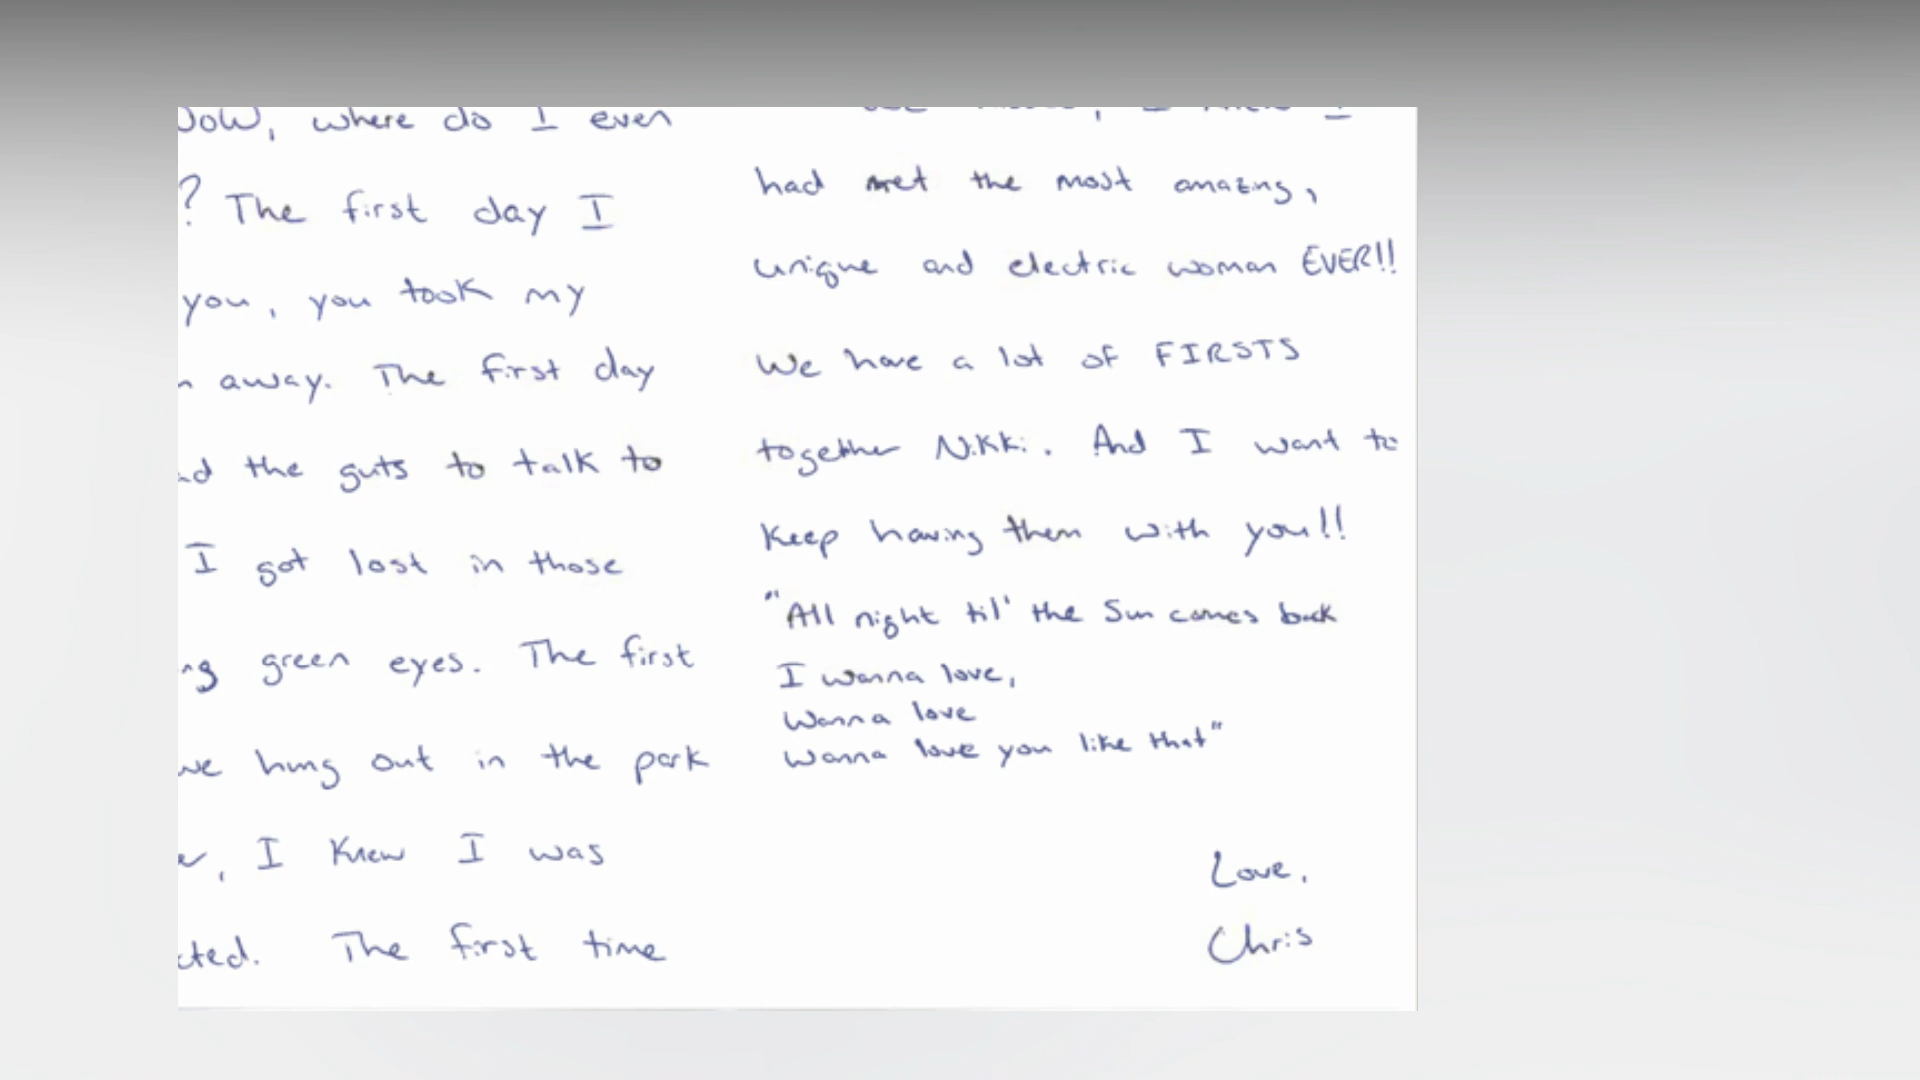 WOW, where do I even
? The first day I
you, you took my
away. The first day
the guts to talk to
I got lost in those
green eyes. The first
we hung out in the park
, I knew I was
The first time
had met the most amazing,
unique and electric woman EVER!!
We have a lot of FIRSTS
together Nikki. And I want to
Keep having them with you!!
"All night til' the Sun comes back
I wanna love,
Wanna love
Wanna love you like that"
Love,
Chris